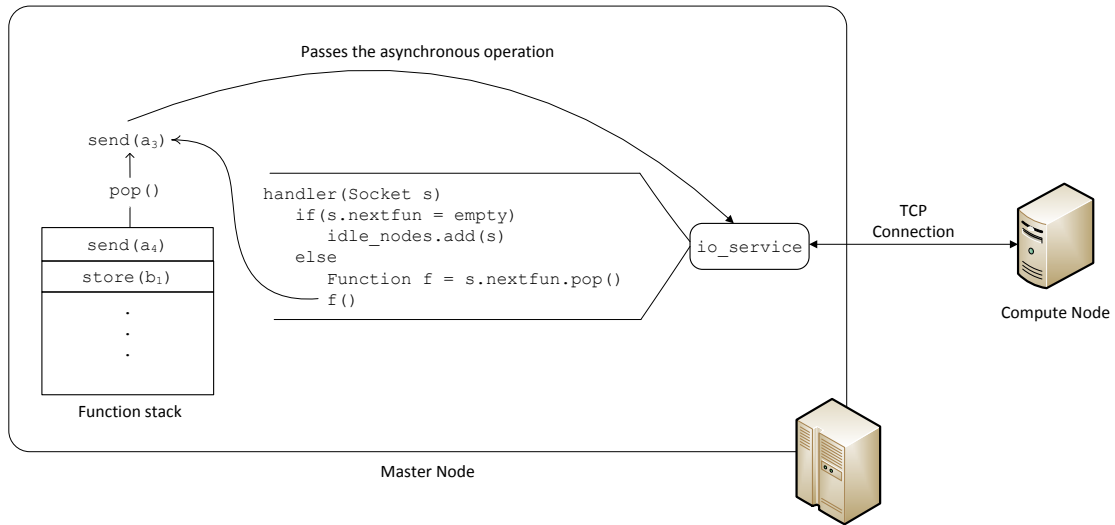 Passes the asynchronous operation
send(a₃)
pop()
send(a₄)
store(b₁)
.
.
.
Function stack
handler(Socket s)
if(s.nextfun = empty)
idle_nodes.add(s)
else
Function f = s.nextfun.pop()
f()
io_service
TCP
Connection
Compute Node
Master Node